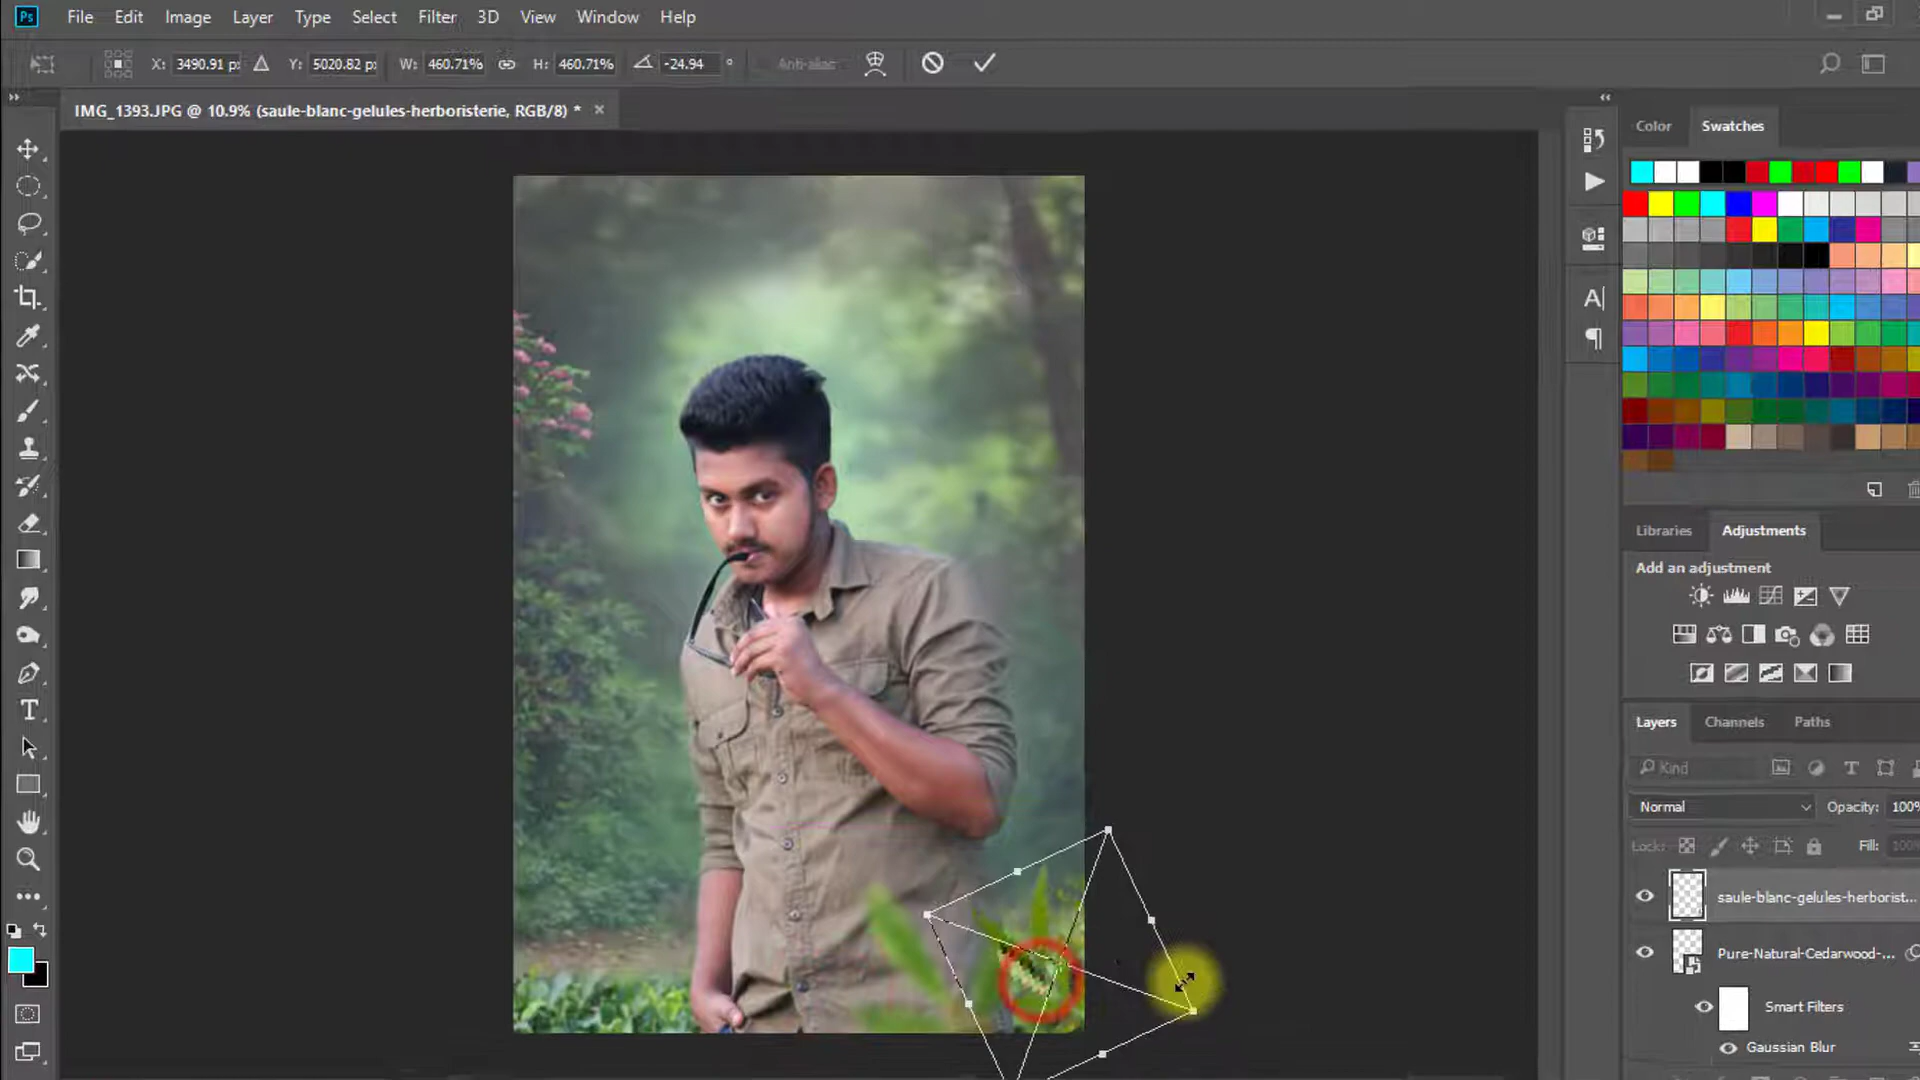 Ps File Edit Image Layer Select Filter 3D View Window Help
X: 3490.91 p: Y: 5020.82 p: W: 460.71% H: 460.71% -24.94 ° Anti-alias
IMG_1393.JPG @ 10.9% (saule-blanc-gelules-herboristerie, RGB/8) * ×
Color Swatches
Libraries Adjustments
Add an adjustment
Layers Channels Paths
Kind
Normal Opacity: 100%
Lock: Fill: 100%
saule-blanc-gelules-herborist...
Pure-Natural-Cedarwood-...
Smart Filters
Gaussian Blur